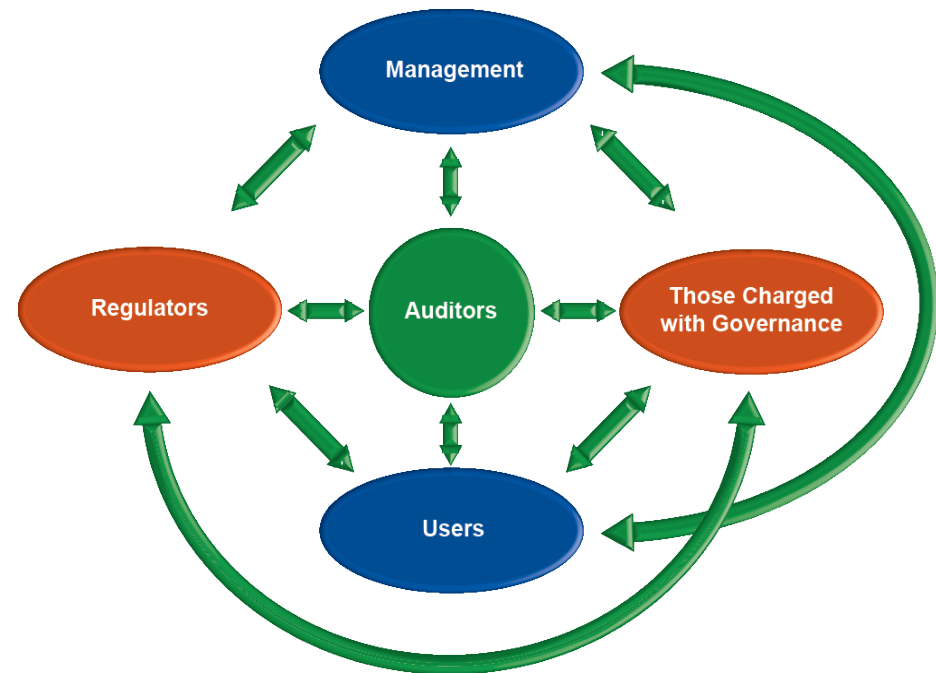 Management
Regulators
Auditors
Those Charged
with Governance
Users